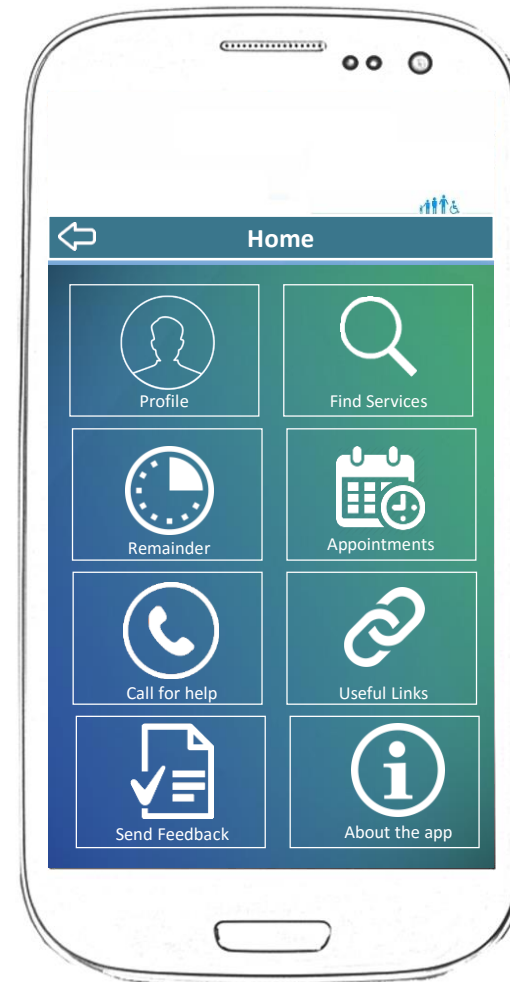 Home
Profile
Find Services
Remainder
Appointments
Call for help
Useful Links
Send Feedback
About the app